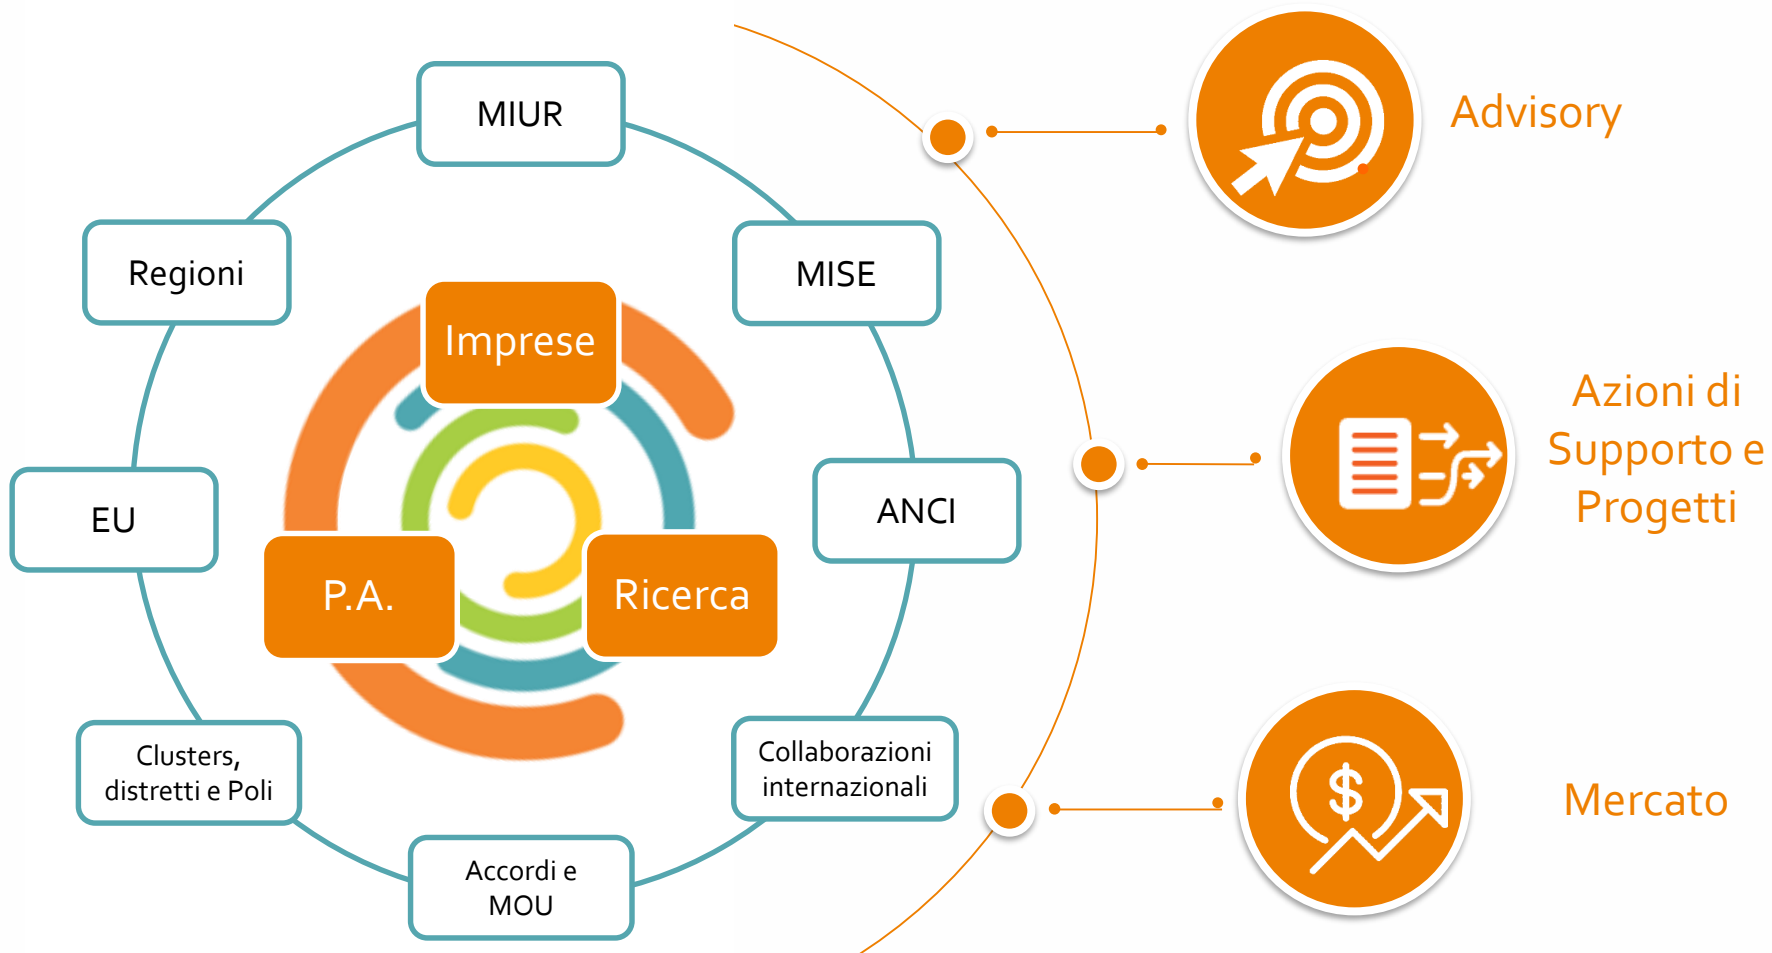 MIUR
Regioni
MISE
Imprese
EU
ANCI
P.A.
Ricerca
Clusters,
distretti e Poli
Collaborazioni
internazionali
Accordi e
MOU
Advisory
Azioni di
Supporto e
Progetti
$
Mercato